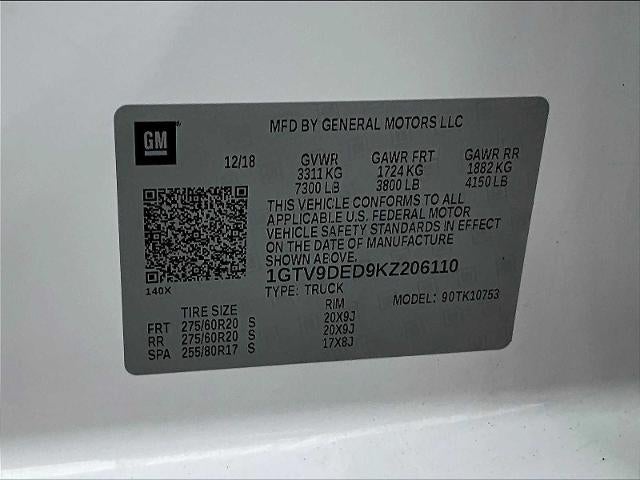 GM
MFD BY GENERAL MOTORS LLC
12/18 GVWR GAWR FRT GAWR RR
3311 KG 1724 KG 1882 KG
7300 LB 3800 LB 4150 LB
THIS VEHICLE CONFORMS TO ALL
APPLICABLE U.S. FEDERAL MOTOR
VEHICLE SAFETY STANDARDS IN EFFECT
ON THE DATE OF MANUFACTURE
SHOWN ABOVE.
1GTV9DED9KZ206110
140X
TYPE: TRUCK MODEL: 90TK10753
TIRE SIZE RIM
FRT 275/60R20 S 20X9J
RR 275/60R20 S 20X9J
SPA 255/80R17 S 17X8J